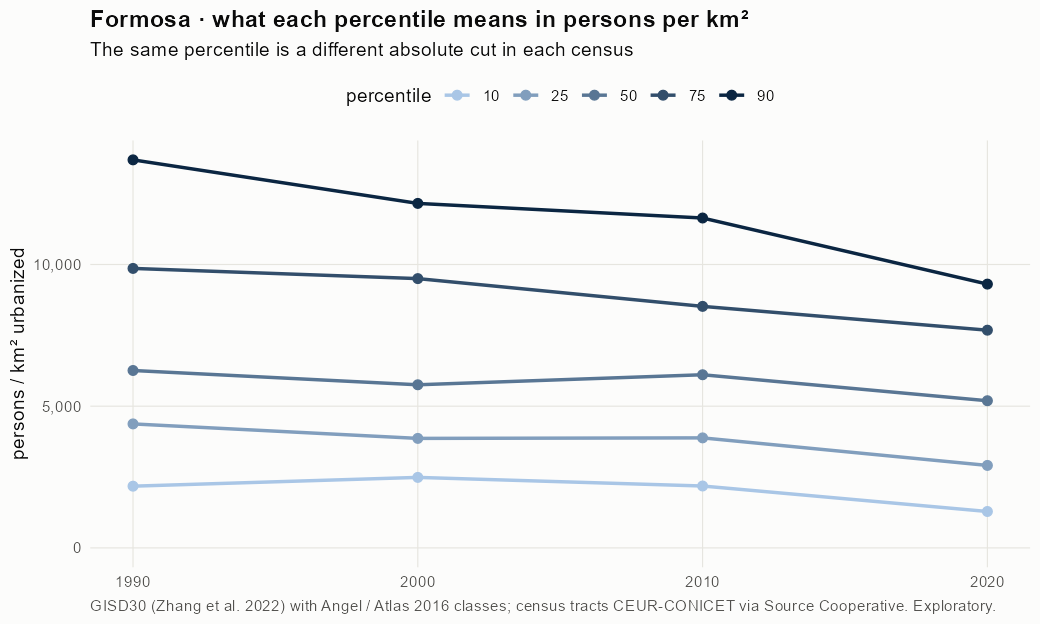 Formosa · what each percentile means in persons per km²
The same percentile is a different absolute cut in each census
percentile 10 25 50 75 90
persons / km² urbanized
10,000
5,000
0
1990 2000 2010 2020
GISD30 (Zhang et al. 2022) with Angel / Atlas 2016 classes; census tracts CEUR-CONICET via Source Cooperative. Exploratory.